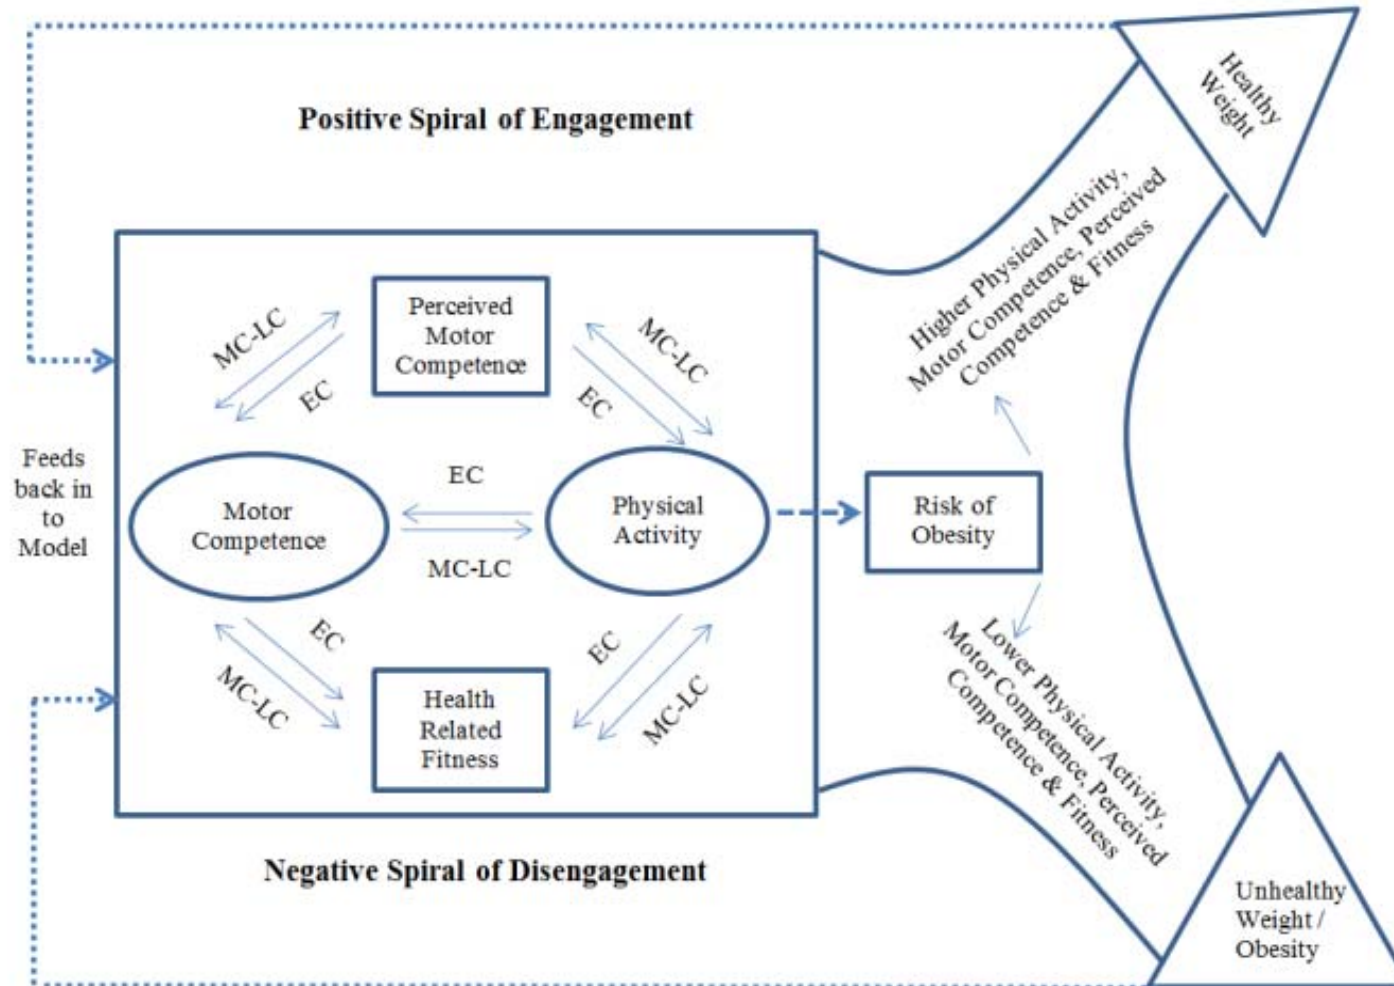 Positive Spiral of Engagement
Healthy
Weight
Higher Physical Activity,
Motor Competence, Perceived
Competence & Fitness
MC-LC
EC
Perceived
Motor
Competence
MC-LC
EC
Feeds
back in
to
Model
Motor
Competence
EC
MC-LC
Physical
Activity
Risk of
Obesity
EC
MC-LC
Health
Related
Fitness
EC
MC-LC
Lower Physical Activity,
Motor Competence, Perceived
Competence & Fitness
Negative Spiral of Disengagement
Unhealthy
Weight /
Obesity